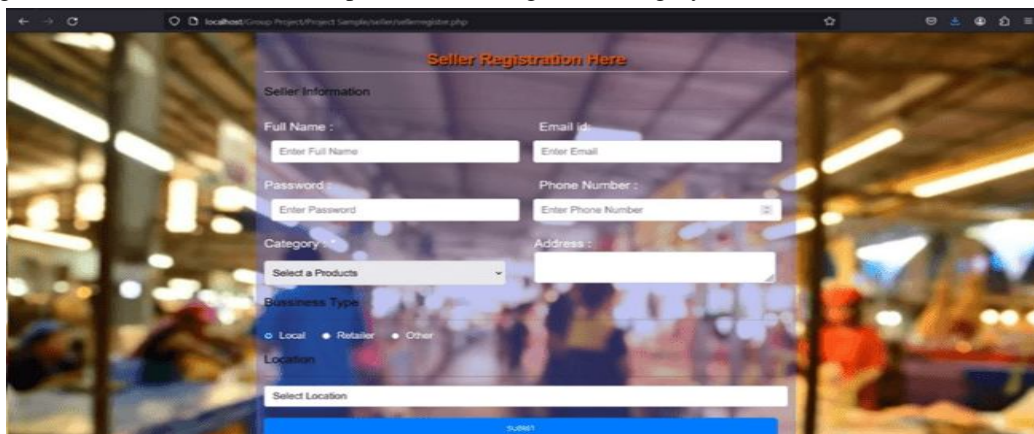 localhost/Group Project/Project Sample/seller/sellerregister.php
Seller Registration Here
Seller Information
Full Name :
Email id:
Enter Full Name
Enter Email
Password :
Phone Number :
Enter Password
Enter Phone Number
Category : *
Address :
Select a Products
Bussiness Type
Local Retailer Other
Location
Select Location
SUBMIT